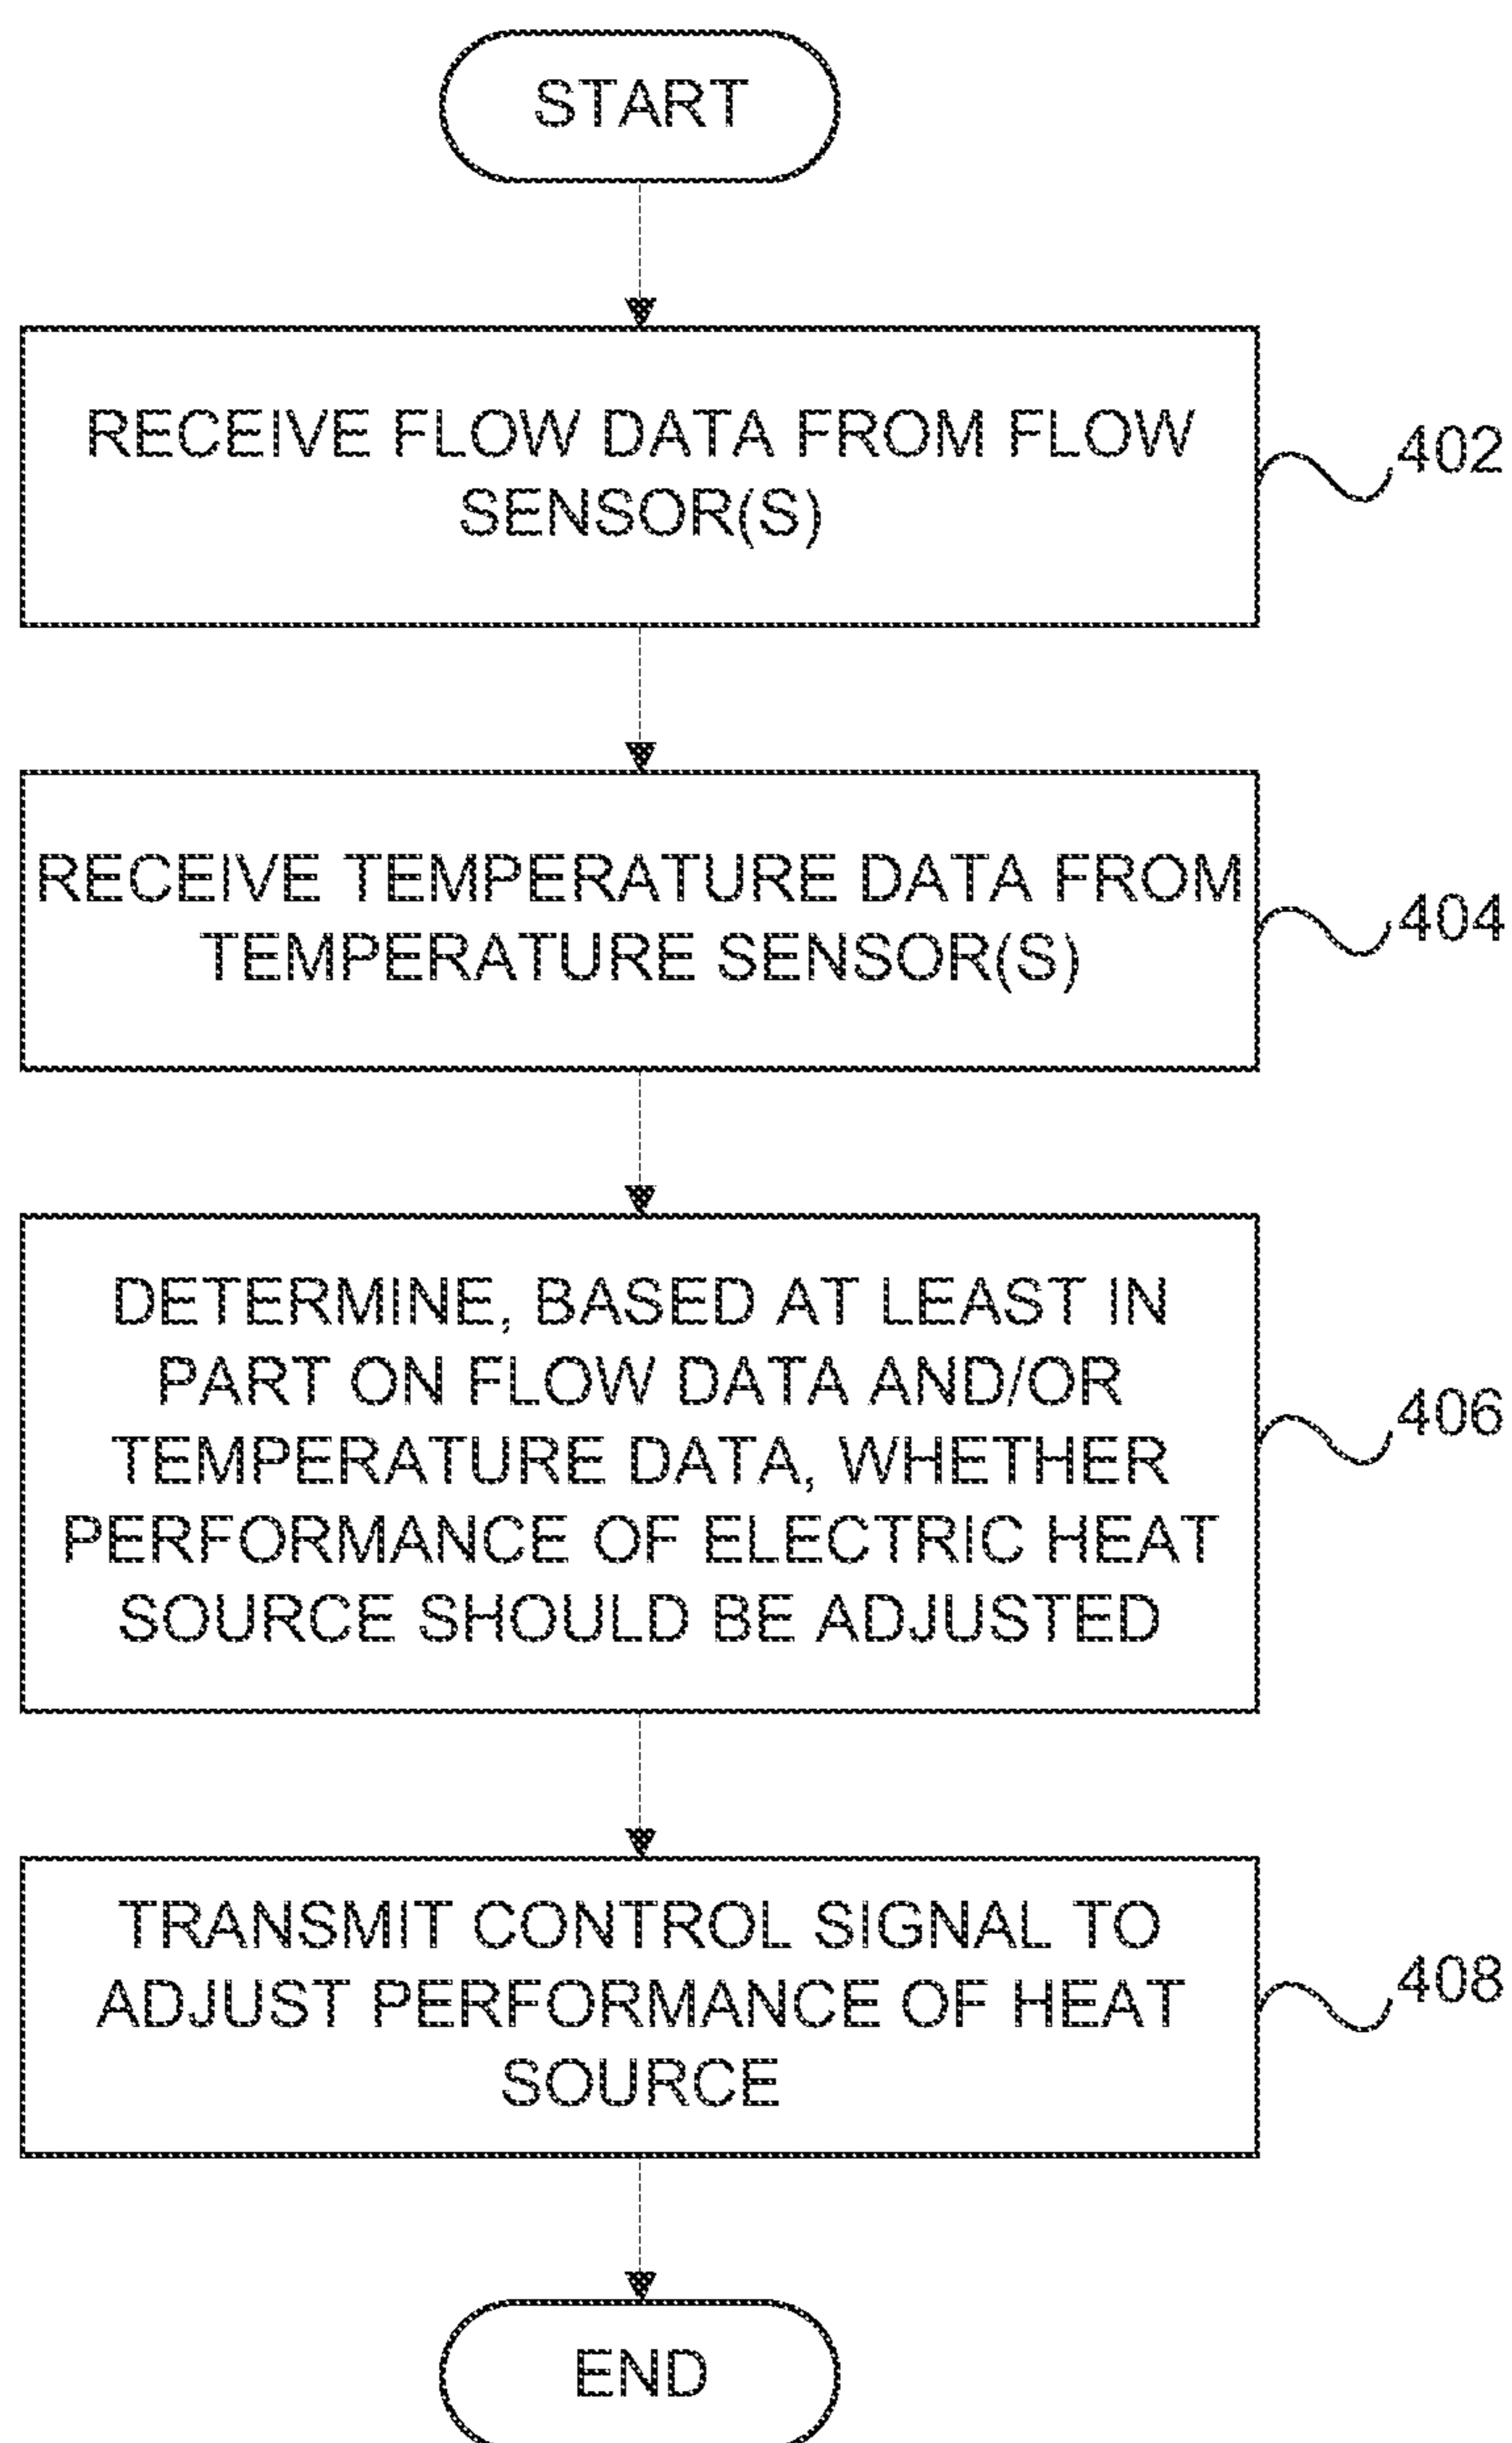 START
RECEIVE FLOW DATA FROM FLOW
SENSOR(S)
402
RECEIVE TEMPERATURE DATA FROM
TEMPERATURE SENSOR(S)
404
DETERMINE, BASED AT LEAST IN
PART ON FLOW DATA AND/OR
TEMPERATURE DATA, WHETHER
PERFORMANCE OF ELECTRIC HEAT
SOURCE SHOULD BE ADJUSTED
406
TRANSMIT CONTROL SIGNAL TO
ADJUST PERFORMANCE OF HEAT
SOURCE
408
END